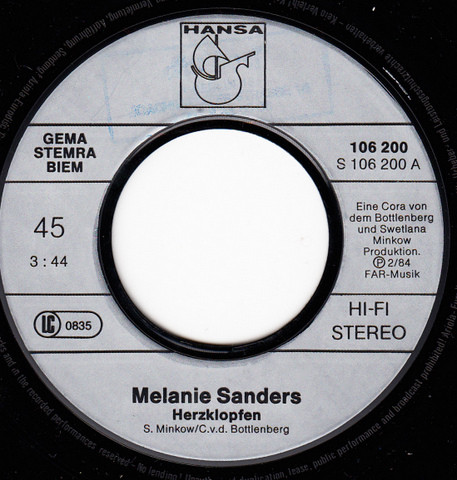 HANSA
GEMA
STEMRA
BIEM
106 200
S 106 200 A
45
3 : 44
Eine Cora von
dem Bottlenberg
und Swetlana
Minkow
Produktion.
Ⓟ 2/84
FAR-Musik
LC 0835
HI-FI
STEREO
Melanie Sanders
Herzklopfen
S. Minkow/C.v.d. Bottlenberg